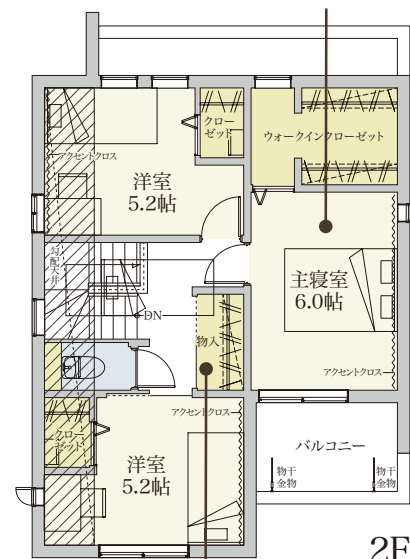 クロー
ゼット
ウォークインクローゼット
アクセントクロス
洋室
5.2帖
勾配天井
主寝室
6.0帖
DN
物入
アクセントクロス
アクセントクロス
クロー
ゼット
洋室
5.2帖
バルコニー
物干
金物
物干
金物
2F